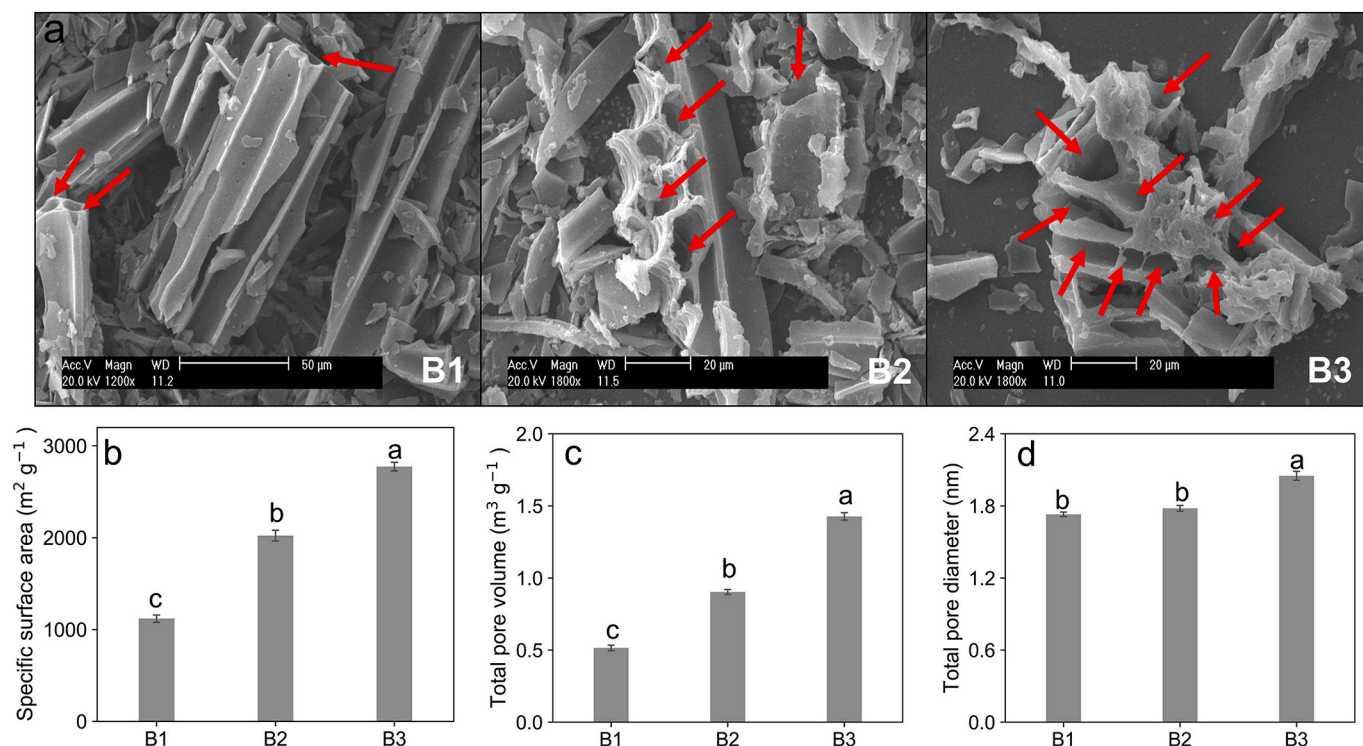 a
Acc.V Magn WD 50 µm
20.0 kV 1200x 11.2
B1
Acc.V Magn WD 20 µm
20.0 kV 1800x 11.5
B2
Acc.V Magn WD 20 µm
20.0 kV 1800x 11.0
B3
b
Specific surface area (m² g⁻¹)
3000
2000
1000
0
c
b
a
B1 B2 B3
c
Total pore volume (m³ g⁻¹)
2.0
1.5
1.0
0.5
0.0
c
b
a
B1 B2 B3
d
Total pore diameter (nm)
2.4
1.8
1.2
0.6
0.0
b
b
a
B1 B2 B3